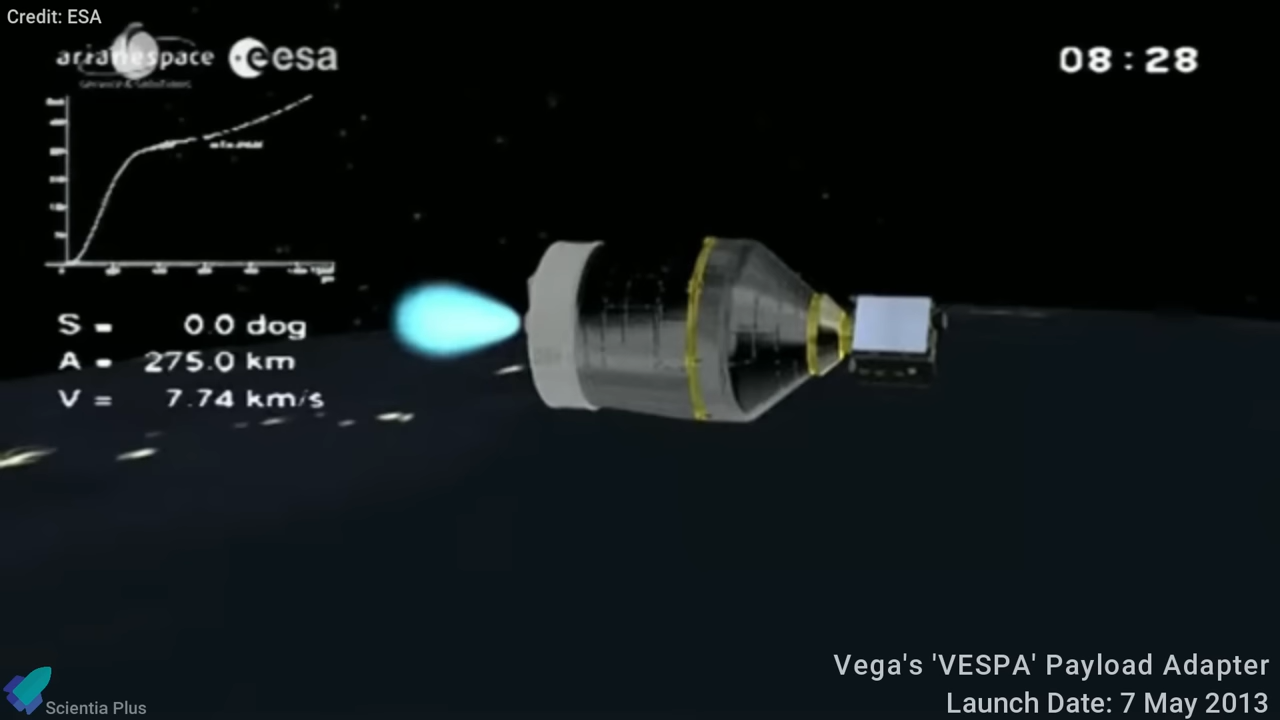 Credit: ESA
arianespace
esa
08:28
S = 0.0 dog
A = 275.0 km
V = 7.74 km/s
Vega's 'VESPA' Payload Adapter
Launch Date: 7 May 2013
Scientia Plus